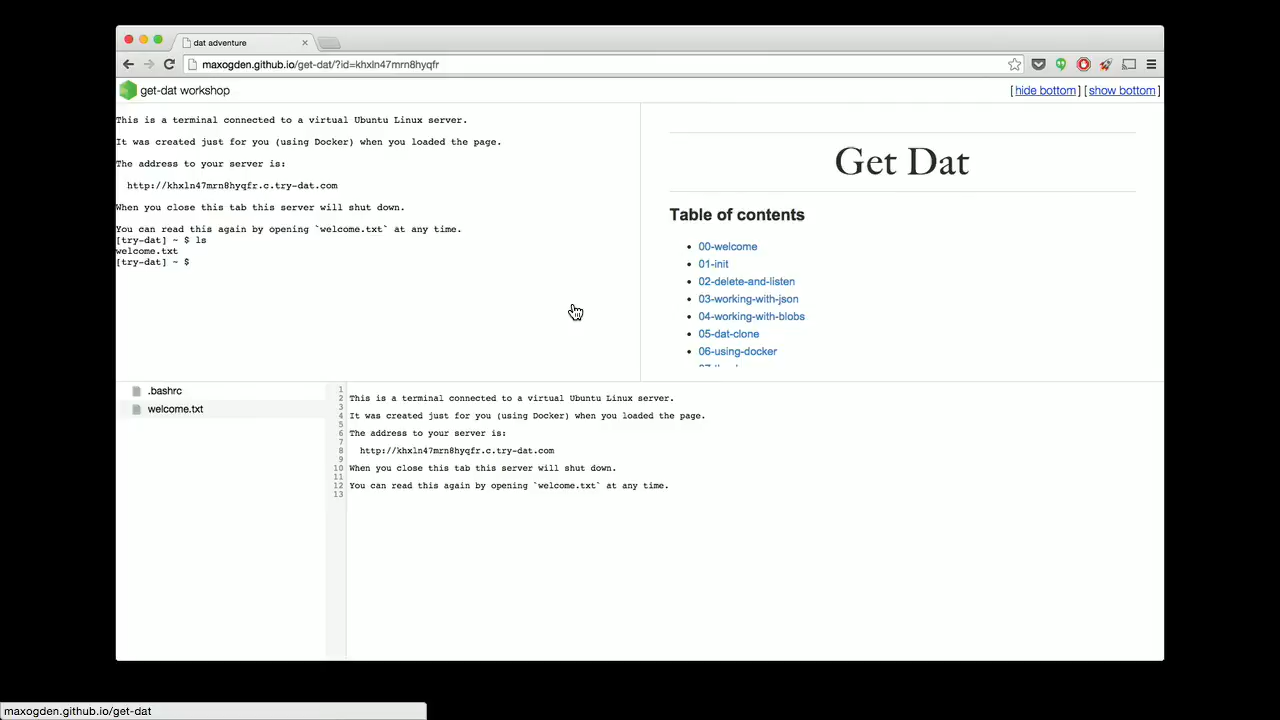 dat adventure
maxogden.github.io/get-dat/?id=khxln47mrn8hyqfr
get-dat workshop
[hide bottom] [show bottom]
This is a terminal connected to a virtual Ubuntu Linux server.
It was created just for you (using Docker) when you loaded the page.
The address to your server is:
http://khxln47mrn8hyqfr.c.try-dat.com
When you close this tab this server will shut down.
You can read this again by opening `welcome.txt` at any time.
[try-dat] ~ $ ls
welcome.txt
[try-dat] ~ $
Get Dat
Table of contents
00-welcome
01-init
02-delete-and-listen
03-working-with-json
04-working-with-blobs
05-dat-clone
06-using-docker
.bashrc
welcome.txt
1
2 This is a terminal connected to a virtual Ubuntu Linux server.
3
4 It was created just for you (using Docker) when you loaded the page.
5
6 The address to your server is:
7
8 http://khxln47mrn8hyqfr.c.try-dat.com
9
10 When you close this tab this server will shut down.
11
12 You can read this again by opening `welcome.txt` at any time.
13
maxogden.github.io/get-dat